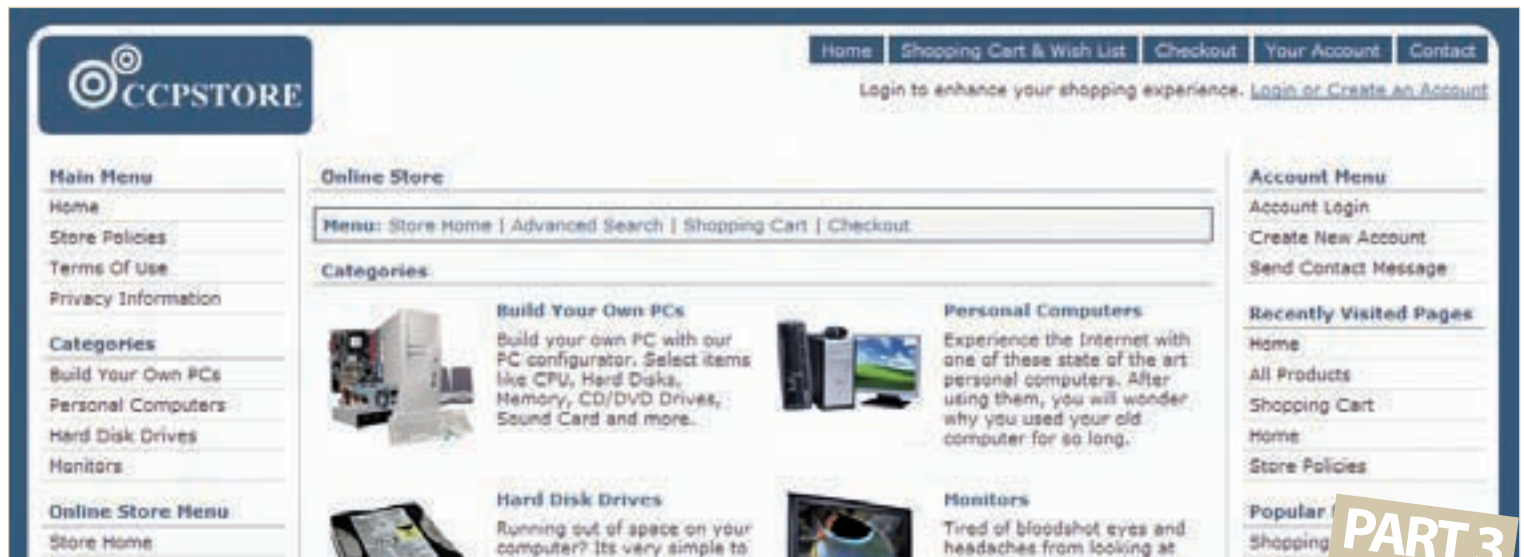 CCPSTORE
Home
Shopping Cart & Wish List
Checkout
Your Account
Contact
Login to enhance your shopping experience. Login or Create an Account
Main Menu
Home
Store Policies
Terms Of Use
Privacy Information
Categories
Build Your Own PCs
Personal Computers
Hard Disk Drives
Monitors
Online Store Menu
Store Home
Online Store
Menu: Store Home | Advanced Search | Shopping Cart | Checkout
Categories
Build Your Own PCs
Build your own PC with our
PC configurator. Select items
like CPU, Hard Disks,
Memory, CD/DVD Drives,
Sound Card and more.
Personal Computers
Experience the Internet with
one of these state of the art
personal computers. After
using them, you will wonder
why you used your old
computer for so long.
Hard Disk Drives
Running out of space on your
computer? Its very simple to
Monitors
Tired of bloodshot eyes and
headaches from looking at
Account Menu
Account Login
Create New Account
Send Contact Message
Recently Visited Pages
Home
All Products
Shopping Cart
Home
Store Policies
Popular
Shopping
PART 3